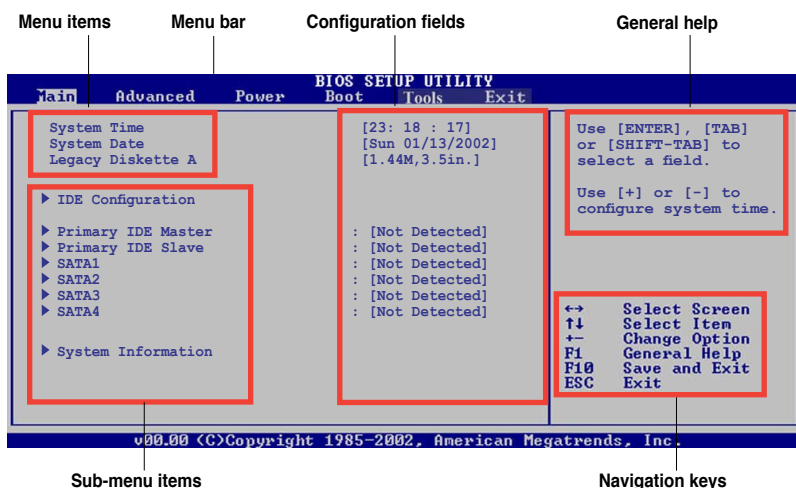 Menu items Menu bar Configuration fields General help
BIOS SETUP UTILITY
Main Advanced Power Boot Tools Exit
System Time [23: 18 : 17]
System Date [Sun 01/13/2002]
Legacy Diskette A [1.44M,3.5in.]
IDE Configuration
Primary IDE Master : [Not Detected]
Primary IDE Slave : [Not Detected]
SATA1 : [Not Detected]
SATA2 : [Not Detected]
SATA3 : [Not Detected]
SATA4 : [Not Detected]
System Information
Use [ENTER], [TAB]
or [SHIFT-TAB] to
select a field.
Use [+] or [-] to
configure system time.
←→ Select Screen
↑↓ Select Item
+- Change Option
F1 General Help
F10 Save and Exit
ESC Exit
v00.00 (C)Copyright 1985-2002, American Megatrends, Inc.
Sub-menu items Navigation keys